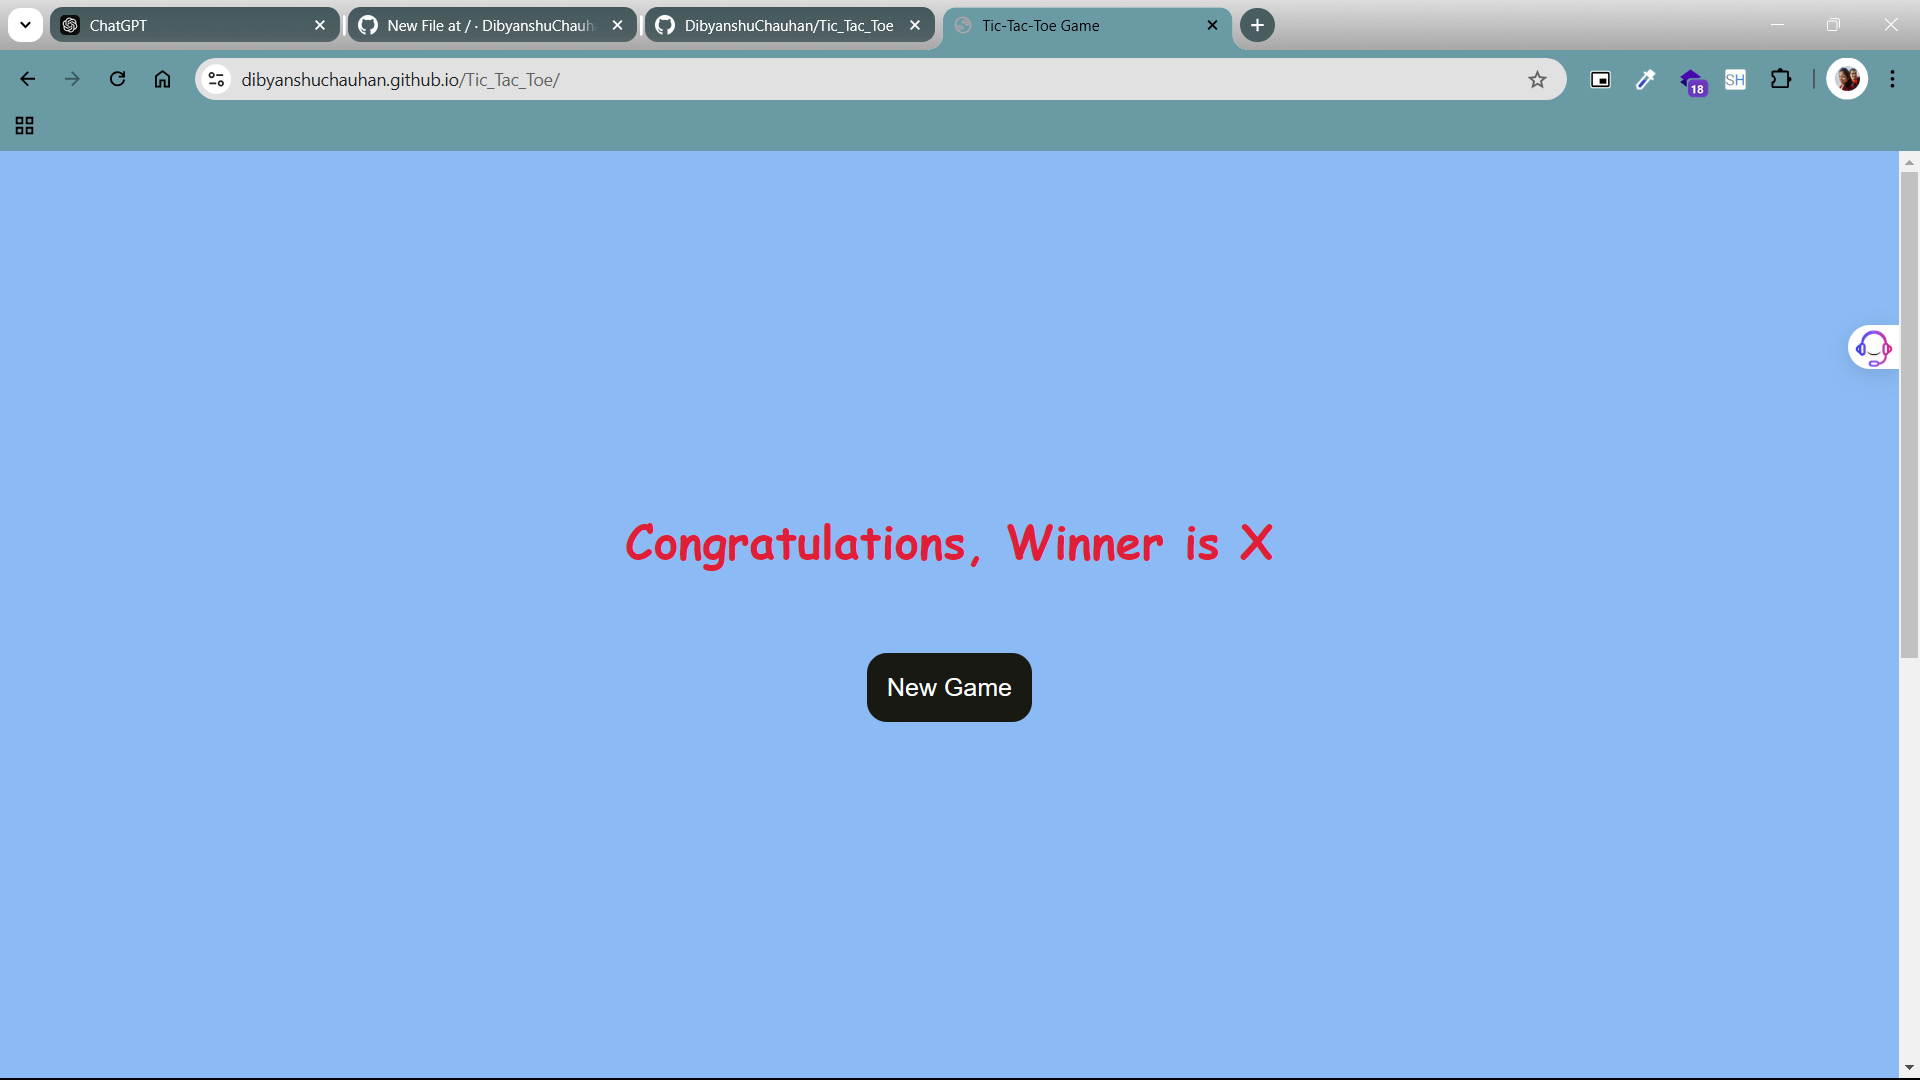 ChatGPT
New File at / · DibyanshuChauh
DibyanshuChauhan/Tic_Tac_Toe
Tic-Tac-Toe Game
dibyanshuchauhan.github.io/Tic_Tac_Toe/
18
SH
Congratulations, Winner is X
New Game